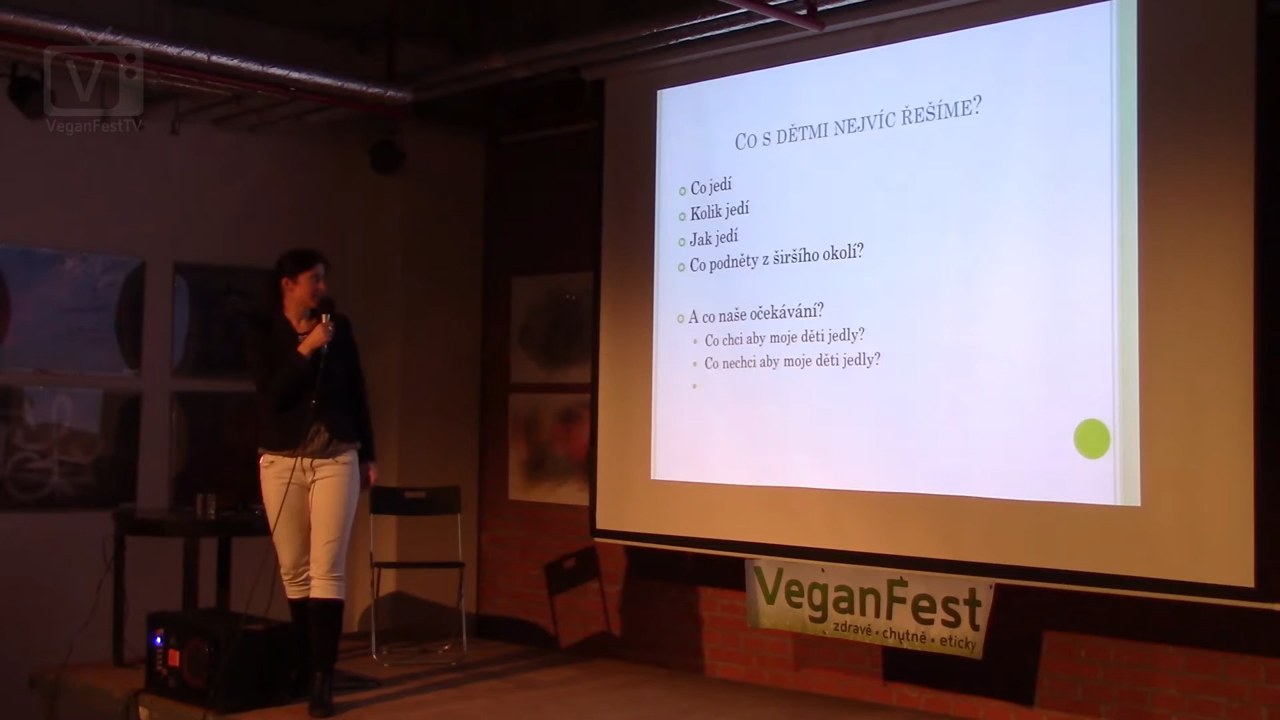 VeganFestTV
Co s dětmi nejvíc řešíme?
Co jedí
Kolik jedí
Jak jedí
Co podněty z širšího okolí?
A co naše očekávání?
Co chci aby moje děti jedly?
Co nechci aby moje děti jedly?
VeganFest
zdravě • chutně • eticky